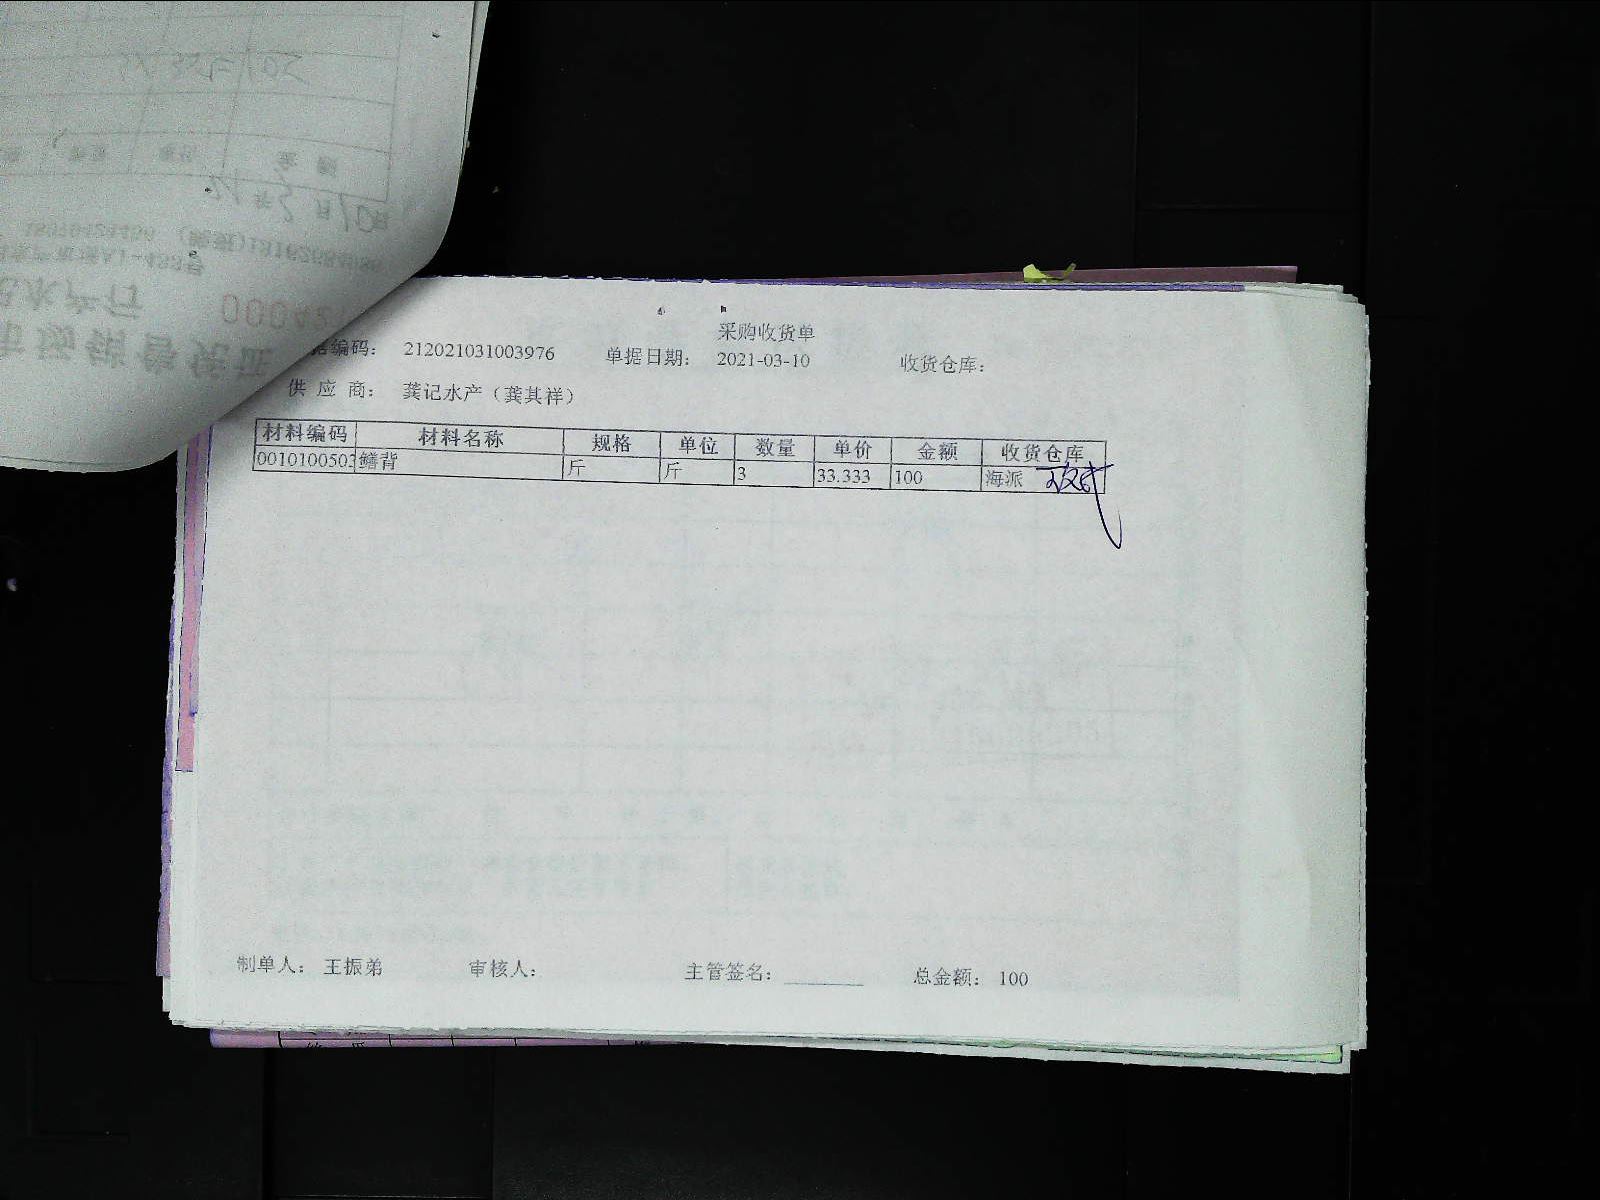 采购收货单
据编码： 212021031003976 单据日期： 2021-03-10 收货仓库：
供 应 商： 龚记水产（龚其祥）
材料编码 材料名称 规格 单位 数量 单价 金额 收货仓库
0010100503 鳝背 斤 斤 3 33.333 100 海派
制单人： 王振弟 审核人： 主管签名： 总金额： 100